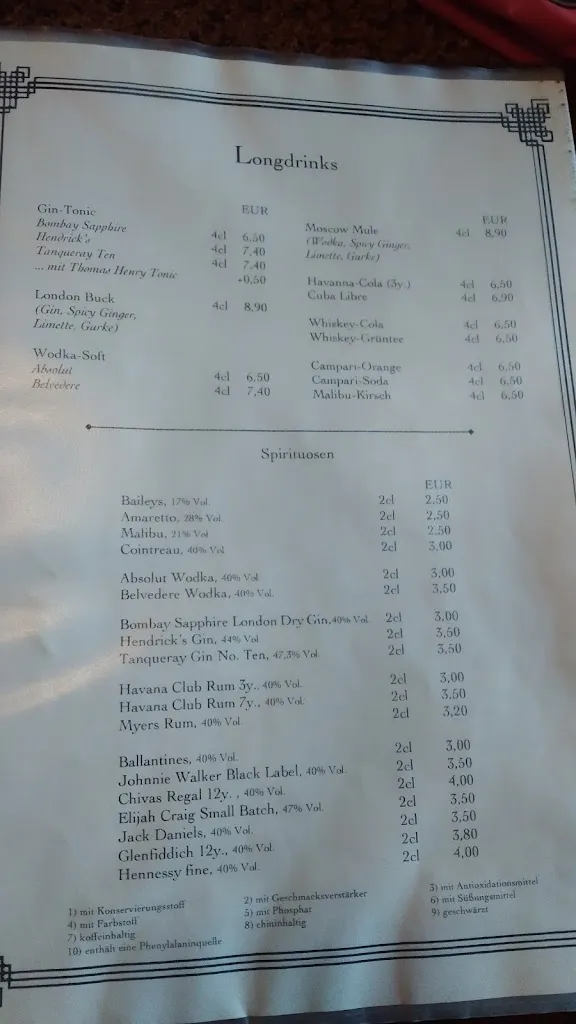 Longdrinks
EUR
Gin-Tonic
Bombay Sapphire 4cl 6,50
Hendrick's 4cl 7,40
Tanqueray Ten 4cl 7,40
... mit Thomas Henry Tonic +0,50
London Buck 4cl 8,90
(Gin, Spicy Ginger,
Limette, Gurke)
Wodka-Soft
Absolut 4cl 6,50
Belvedere 4cl 7,40
EUR
Moscow Mule 4cl 8,90
(Wodka, Spicy Ginger,
Limette, Gurke)
Havanna-Cola (3y.) 4cl 6,50
Cuba Libre 4cl 6,90
Whiskey-Cola 4cl 6,50
Whiskey-Grüntee 4cl 6,50
Campari-Orange 4cl 6,50
Campari-Soda 4cl 6,50
Malibu-Kirsch 4cl 6,50
Spirituosen
EUR
Baileys, 17% Vol. 2cl 2,50
Amaretto, 28% Vol. 2cl 2,50
Malibu, 21% Vol. 2cl 2,50
Cointreau, 40% Vol. 2cl 3,00
Absolut Wodka, 40% Vol. 2cl 3,00
Belvedere Wodka, 40% Vol. 2cl 3,50
Bombay Sapphire London Dry Gin,40% Vol. 2cl 3,00
Hendrick's Gin, 44% Vol. 2cl 3,50
Tanqueray Gin No. Ten, 47,3% Vol. 2cl 3,50
Havana Club Rum 3y., 40% Vol. 2cl 3,00
Havana Club Rum 7y., 40% Vol. 2cl 3,50
Myers Rum, 40% Vol. 2cl 3,20
Ballantines, 40% Vol. 2cl 3,00
Johnnie Walker Black Label, 40% Vol. 2cl 3,50
Chivas Regal 12y. , 40% Vol. 2cl 4,00
Elijah Craig Small Batch, 47% Vol. 2cl 3,50
Jack Daniels, 40% Vol. 2cl 3,50
Glenfiddich 12y., 40% Vol. 2cl 3,80
Hennessy fine, 40% Vol. 2cl 4,00
1) mit Konservierungsstoff 2) mit Geschmacksverstärker 3) mit Antioxidationsmittel
4) mit Farbstoff 5) mit Phosphat 6) mit Süßungsmittel
7) koffeinhaltig 8) chininhaltig 9) geschwärzt
10) enthält eine Phenylalaninquelle